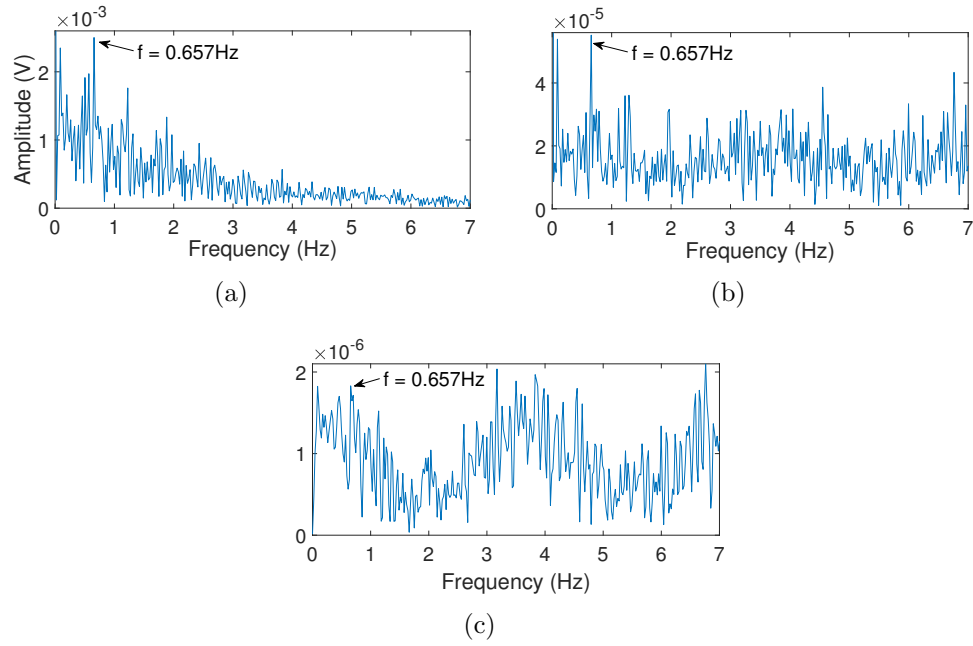 ×10⁻³
f = 0.657Hz
Amplitude (V)
2
1
0
0 1 2 3 4 5 6 7
Frequency (Hz)
(a)
×10⁻⁵
f = 0.657Hz
4
2
0
0 1 2 3 4 5 6 7
Frequency (Hz)
(b)
×10⁻⁶
f = 0.657Hz
2
1
0
0 1 2 3 4 5 6 7
Frequency (Hz)
(c)